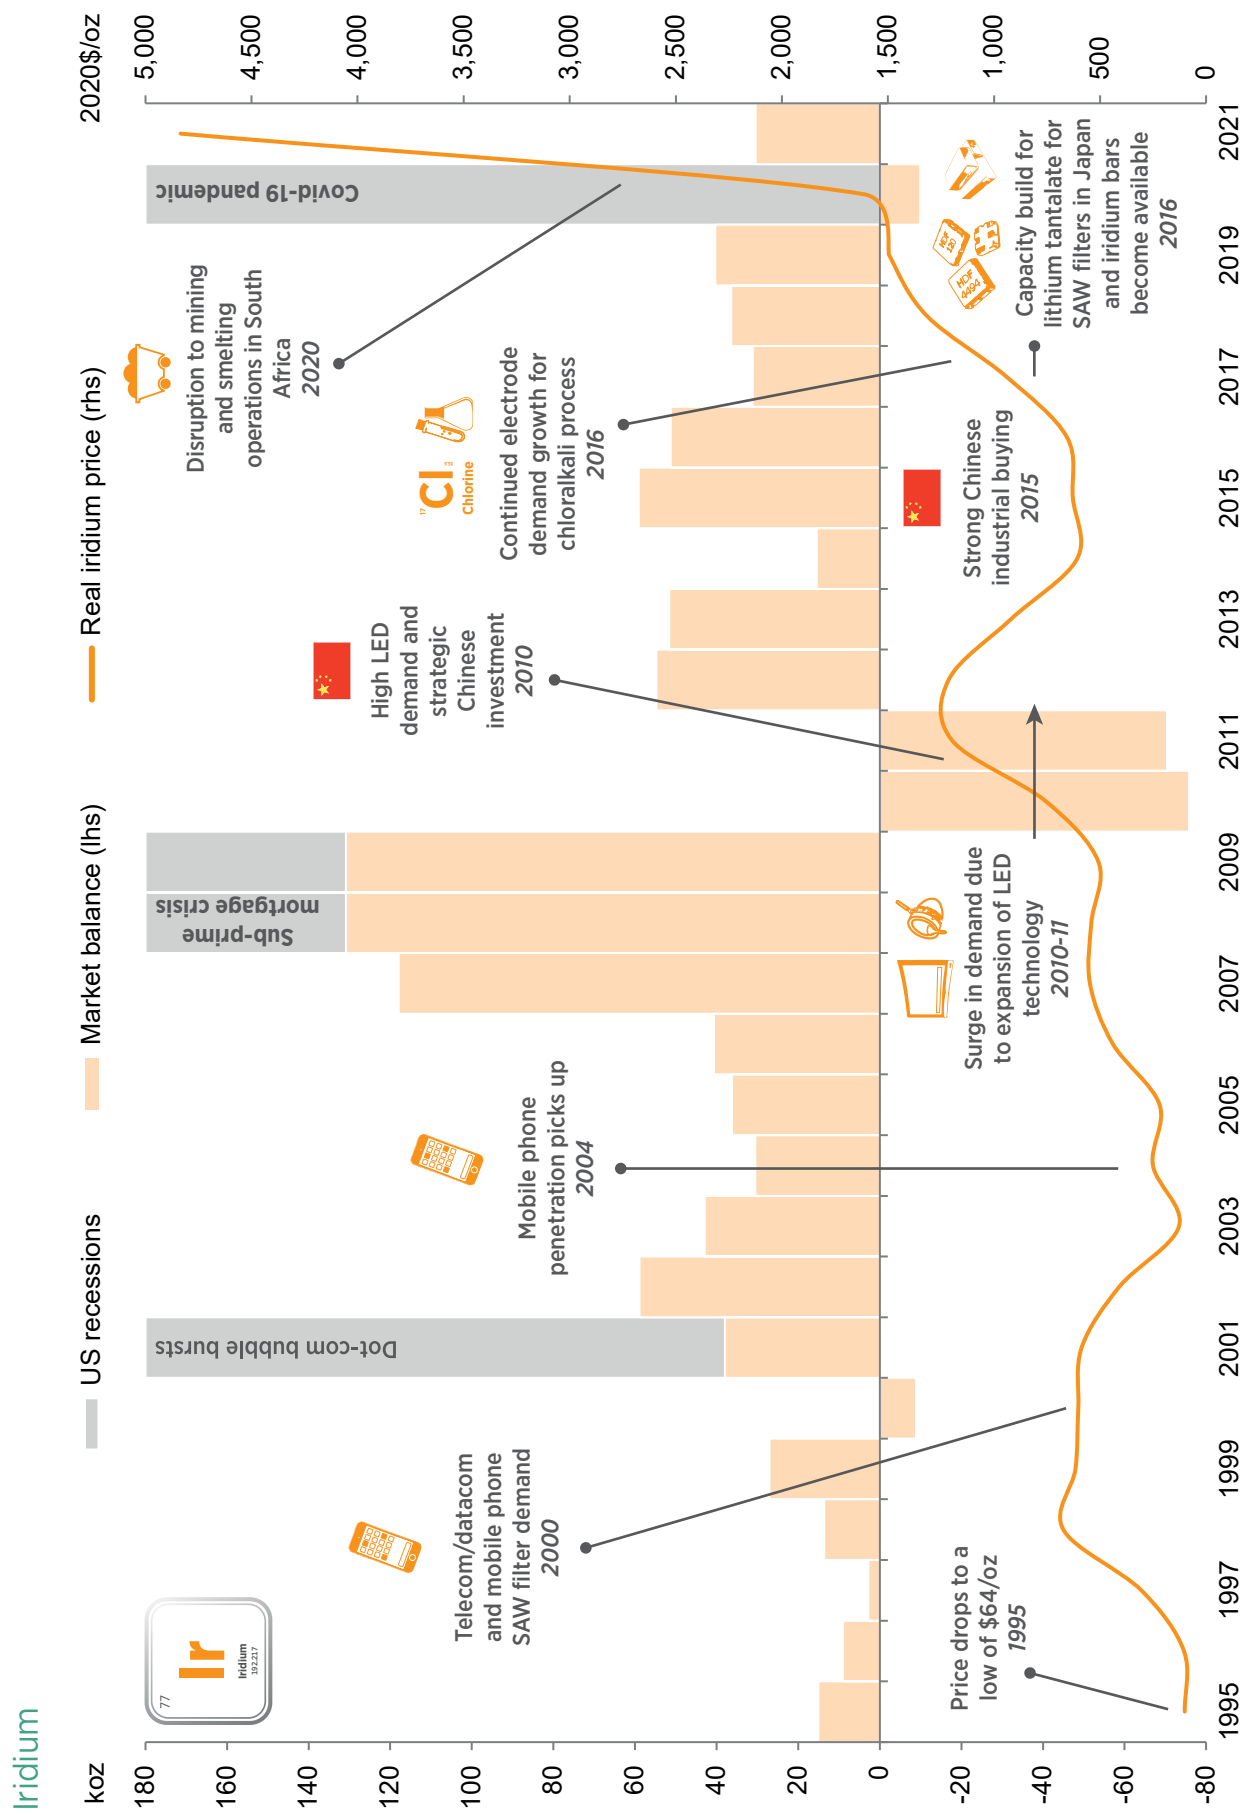 Iridium
koz
US recessions
Market balance (lhs)
Real iridium price (rhs)
2020$/oz
180
160
140
120
100
80
60
40
20
0
-20
-40
-60
-80
5,000
4,500
4,000
3,500
3,000
2,500
2,000
1,500
1,000
500
0
1995
1997
1999
2001
2003
2005
2007
2009
2011
2013
2015
2017
2019
2021
77
Ir
Iridium
192.217
Telecom/datacom
and mobile phone
SAW filter demand
2000
Price drops to a
low of $64/oz
1995
Dot-com bubble bursts
Mobile phone
penetration picks up
2004
Sub-prime
mortgage crisis
Surge in demand due
to expansion of LED
technology
2010-11
High LED
demand and
strategic
Chinese
investment
2010
17
Cl
Chlorine
Continued electrode
demand growth for
chloralkali process
2016
Strong Chinese
industrial buying
2015
Disruption to mining
and smelting
operations in South
Africa
2020
Covid-19 pandemic
HDF
4494
HDF
120
Capacity build for
lithium tantalate for
SAW filters in Japan
and iridium bars
become available
2016